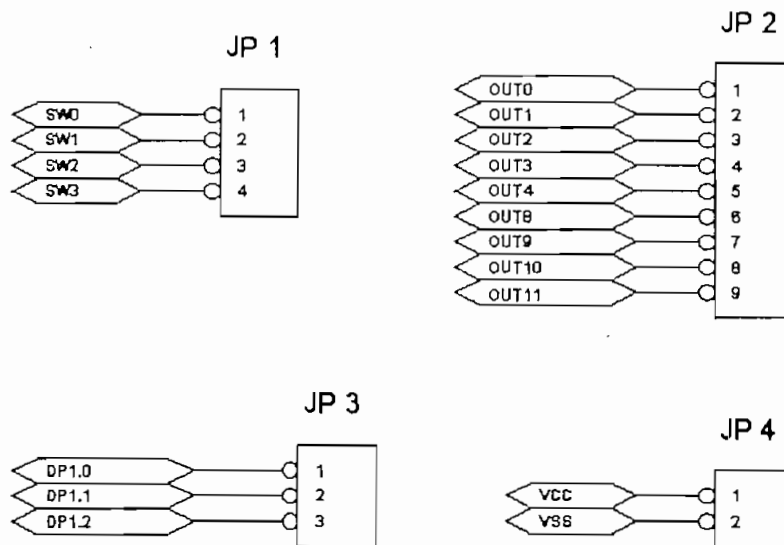 JP 1
SW0 1
SW1 2
SW2 3
SW3 4
JP 2
OUT0 1
OUT1 2
OUT2 3
OUT3 4
OUT4 5
OUT8 6
OUT9 7
OUT10 8
OUT11 9
JP 3
DP1.0 1
DP1.1 2
DP1.2 3
JP 4
VCC 1
VSS 2